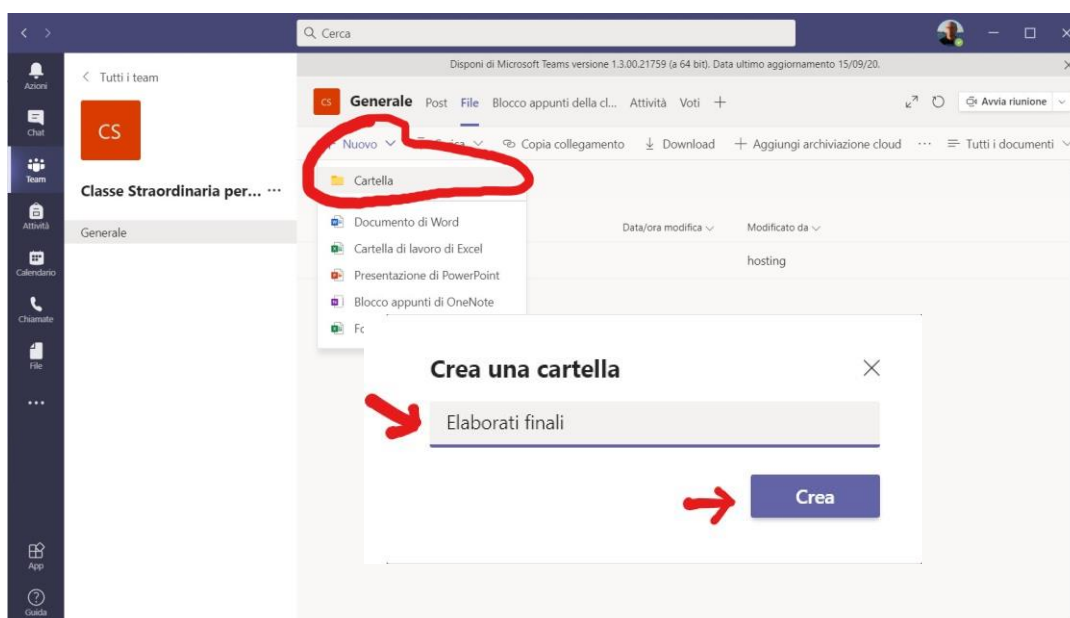 Cerca
Disponi di Microsoft Teams versione 1.3.00.21759 (a 64 bit). Data ultimo aggiornamento 15/09/20.
Azioni
Chat
Team
Attività
Calendario
Chiamate
File
App
Guida
Tutti i team
CS
Classe Straordinaria per... ...
Generale
CS Generale Post File Blocco appunti della cl... Attività Voti + Avvia riunione
Nuovo Copia collegamento Download + Aggiungi archiviazione cloud ... Tutti i documenti
Cartella
Documento di Word
Cartella di lavoro di Excel
Presentazione di PowerPoint
Blocco appunti di OneNote
Data/ora modifica Modificato da
hosting
Crea una cartella
Elaborati finali
Crea